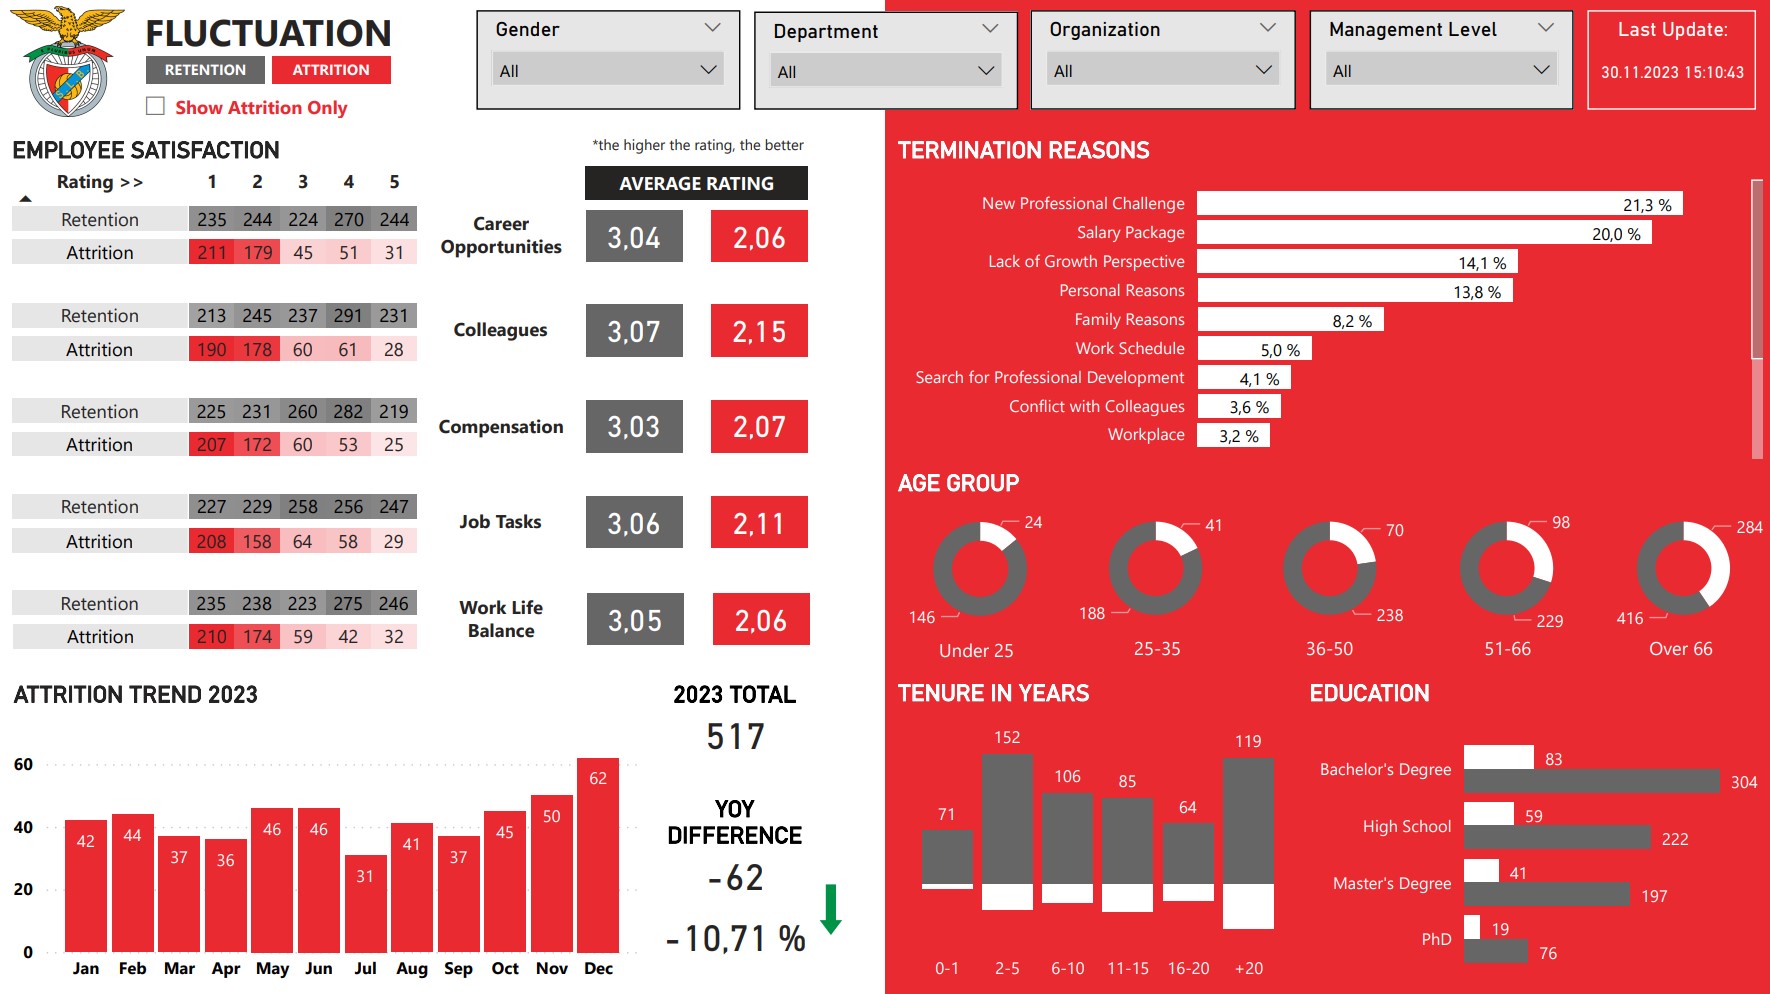 FLUCTUATION
RETENTION ATTRITION
Show Attrition Only
Gender
All
Department
All
Organization
All
Management Level
All
Last Update:
30.11.2023 15:10:43
EMPLOYEE SATISFACTION
*the higher the rating, the better
Rating >> 1 2 3 4 5
AVERAGE RATING
Retention 235 244 224 270 244
Attrition 211 179 45 51 31
Career
Opportunities
3,04 2,06
Retention 213 245 237 291 231
Attrition 190 178 60 61 28
Colleagues
3,07 2,15
Retention 225 231 260 282 219
Attrition 207 172 60 53 25
Compensation
3,03 2,07
Retention 227 229 258 256 247
Attrition 208 158 64 58 29
Job Tasks
3,06 2,11
Retention 235 238 223 275 246
Attrition 210 174 59 42 32
Work Life
Balance
3,05 2,06
TERMINATION REASONS
New Professional Challenge 21,3 %
Salary Package 20,0 %
Lack of Growth Perspective 14,1 %
Personal Reasons 13,8 %
Family Reasons 8,2 %
Work Schedule 5,0 %
Search for Professional Development 4,1 %
Conflict with Colleagues 3,6 %
Workplace 3,2 %
AGE GROUP
24 41 70 98 284
146 188 238 229 416
Under 25 25-35 36-50 51-66 Over 66
ATTRITION TREND 2023
60
40
20
0
42 44 37 36 46 46 31 41 37 45 50 62
Jan Feb Mar Apr May Jun Jul Aug Sep Oct Nov Dec
2023 TOTAL
517
YOY
DIFFERENCE
-62
-10,71 %
TENURE IN YEARS
71 152 106 85 64 119
0-1 2-5 6-10 11-15 16-20 +20
EDUCATION
Bachelor's Degree 83
304
High School 59
222
Master's Degree 41
197
PhD 19
76